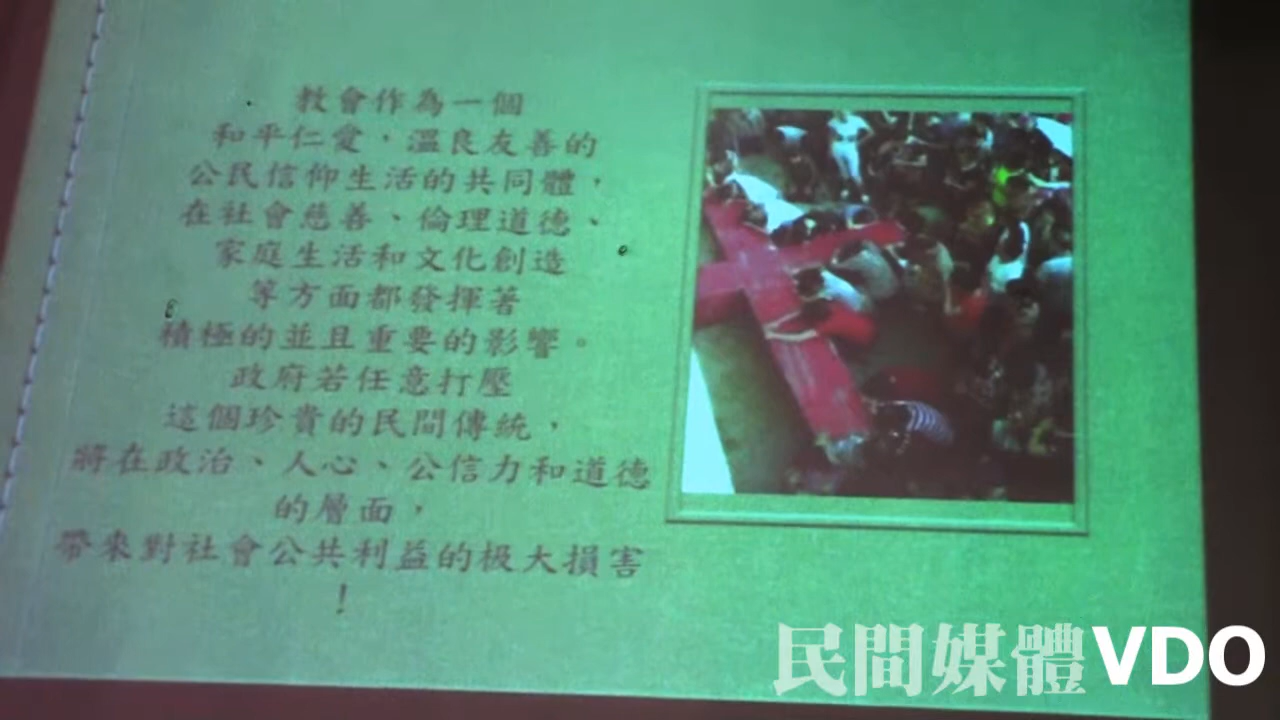 教會作為一個
和平仁愛，溫良友善的
公民信仰生活的共同體，
在社會慈善、倫理道德、
家庭生活和文化創造
等方面都發揮著
積極的並且重要的影響。
政府若任意打壓
這個珍貴的民間傳統，
將在政治、人心、公信力和道德
的層面，
帶来對社會公共利益的极大損害
！
民間媒體VDO